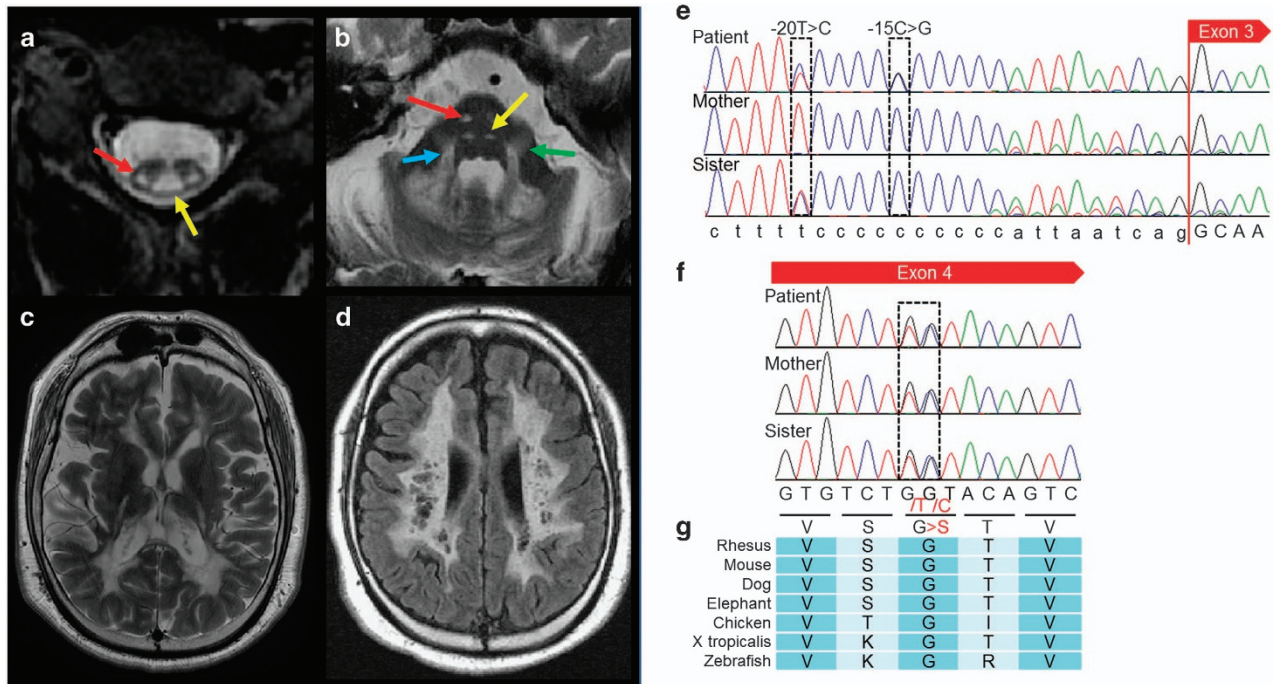 a
b
c
d
e
-20T>C -15C>G
Exon 3
Patient
Mother
Sister
c t t t t c c c c c c c c c c a t t a a t c a g G C A A
f
Exon 4
Patient
Mother
Sister
G T G T C T G G T A C A G T C
/T /C
g
V S G>S T V
Rhesus V S G T V
Mouse V S G T V
Dog V S G T V
Elephant V S G T V
Chicken V T G I V
X tropicalis V K G T V
Zebrafish V K G R V